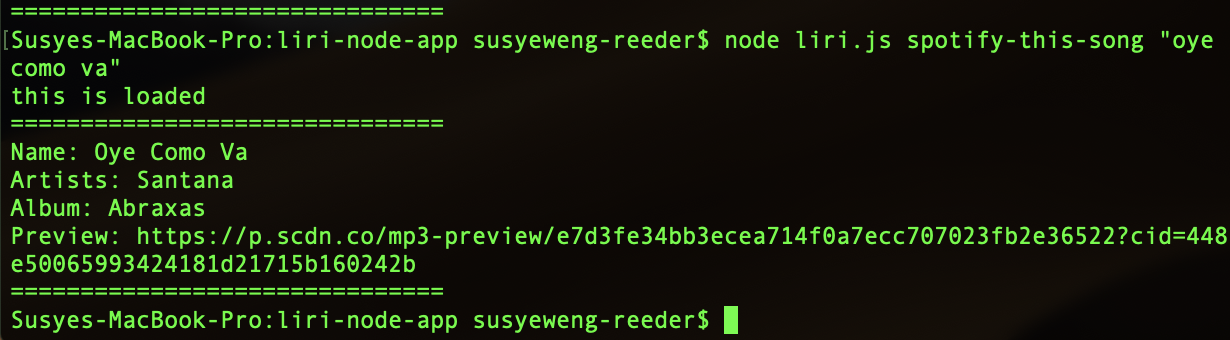 ===============================
[Susyes-MacBook-Pro:liri-node-app susyeweng-reeder$ node liri.js spotify-this-song "oye
como va"
this is loaded
===============================
Name: Oye Como Va
Artists: Santana
Album: Abraxas
Preview: https://p.scdn.co/mp3-preview/e7d3fe34bb3ecea714f0a7ecc707023fb2e36522?cid=448
e50065993424181d21715b160242b
===============================
Susyes-MacBook-Pro:liri-node-app susyeweng-reeder$